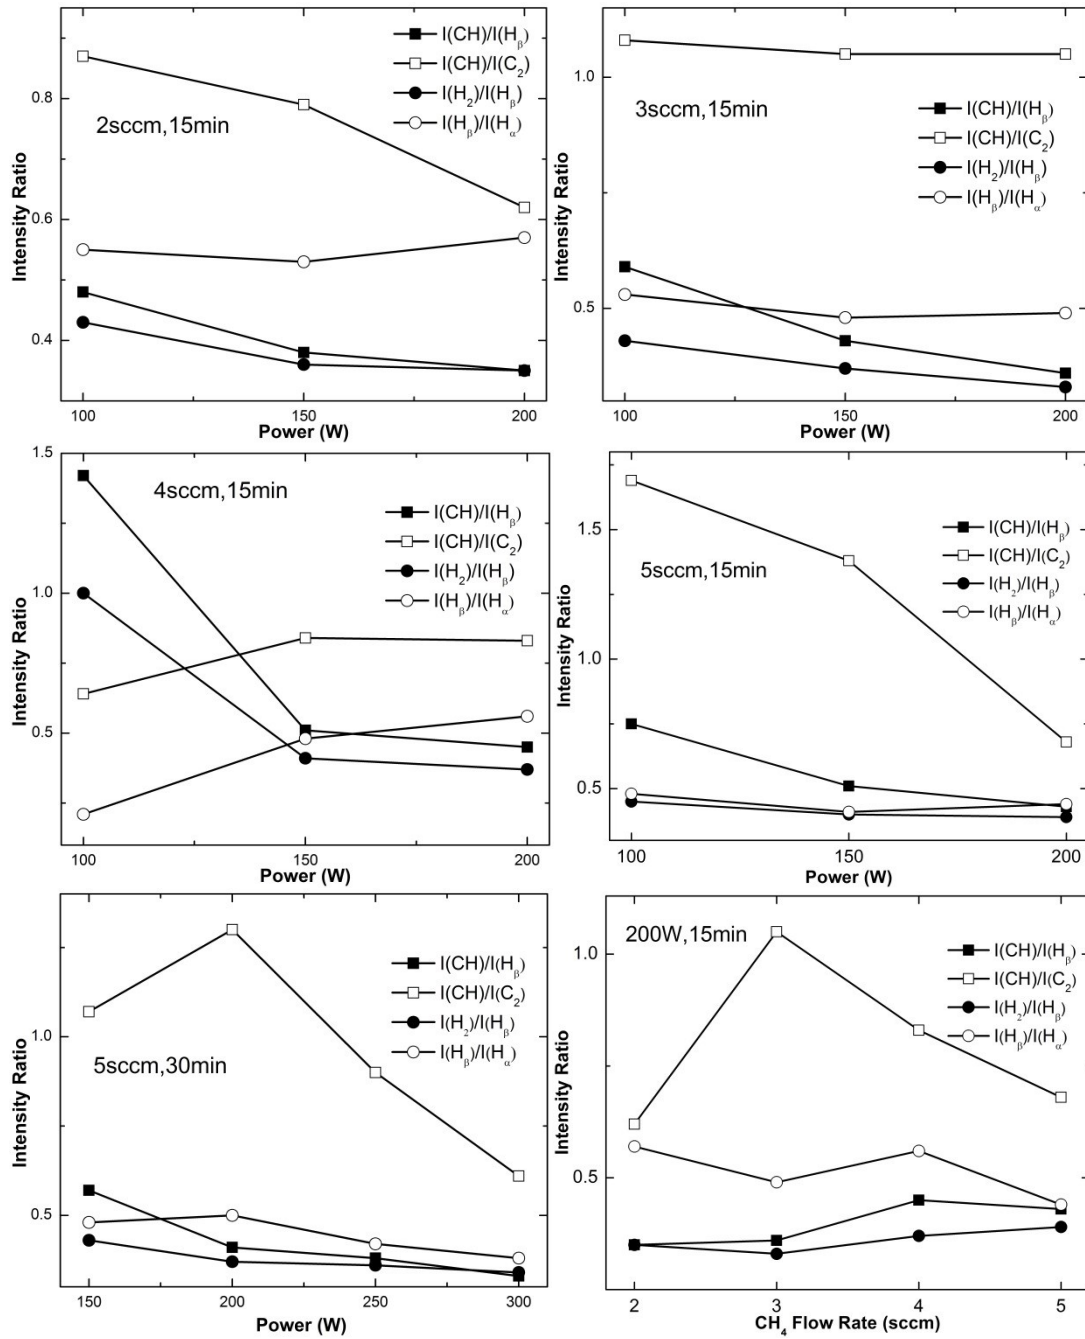 I(CH)/I(Hβ)
I(CH)/I(C2)
I(H2)/I(Hβ)
I(Hβ)/I(Hα)
2sccm,15min
Intensity Ratio
0.8
0.6
0.4
100 150 200
Power (W)
3sccm,15min
I(CH)/I(Hβ)
I(CH)/I(C2)
I(H2)/I(Hβ)
I(Hβ)/I(Hα)
Intensity Ratio
1.0
0.5
100 150 200
Power (W)
4sccm,15min
I(CH)/I(Hβ)
I(CH)/I(C2)
I(H2)/I(Hβ)
I(Hβ)/I(Hα)
Intensity Ratio
1.5
1.0
0.5
100 150 200
Power (W)
5sccm,15min
I(CH)/I(Hβ)
I(CH)/I(C2)
I(H2)/I(Hβ)
I(Hβ)/I(Hα)
Intensity Ratio
1.5
1.0
0.5
100 150 200
Power (W)
I(CH)/I(Hβ)
I(CH)/I(C2)
I(H2)/I(Hβ)
I(Hβ)/I(Hα)
5sccm,30min
Intensity Ratio
1.0
0.5
150 200 250 300
Power (W)
200W,15min
I(CH)/I(Hβ)
I(CH)/I(C2)
I(H2)/I(Hβ)
I(Hβ)/I(Hα)
Intensity Ratio
1.0
0.5
2 3 4 5
CH4 Flow Rate (sccm)